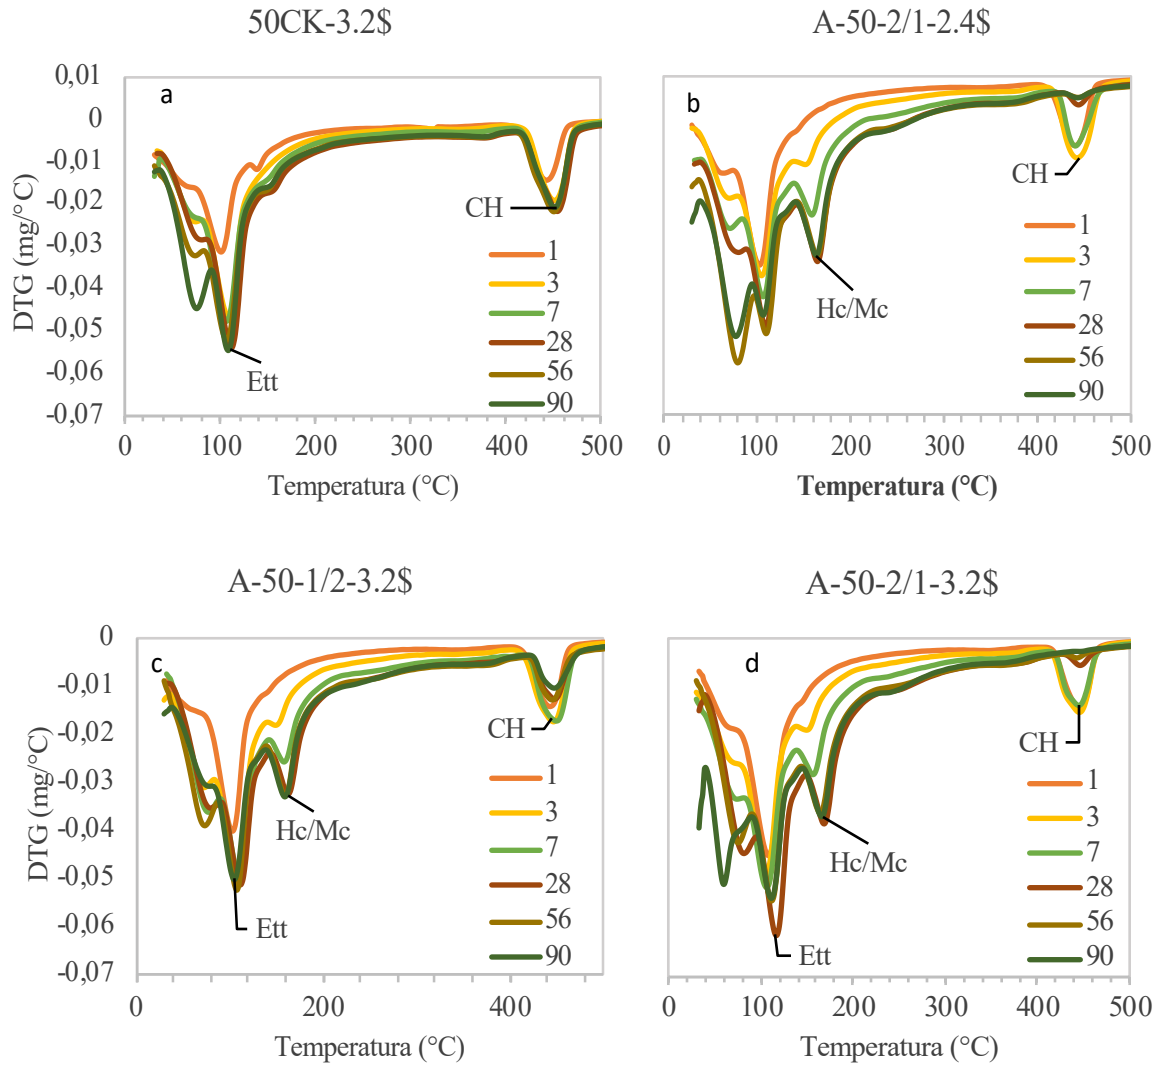 50CK-3.2$
A-50-2/1-2.4$
0,01
0
-0,01
-0,02
-0,03
-0,04
-0,05
-0,06
-0,07
DTG (mg/°C)
a
CH
Ett
1
3
7
28
56
90
0
100
200
300
400
500
Temperatura (°C)
b
CH
Hc/Mc
1
3
7
28
56
90
0
100
200
300
400
500
Temperatura (°C)
A-50-1/2-3.2$
A-50-2/1-3.2$
0
-0,01
-0,02
-0,03
-0,04
-0,05
-0,06
-0,07
DTG (mg/°C)
c
CH
Hc/Mc
Ett
1
3
7
28
56
90
0
200
400
Temperatura (°C)
d
CH
Hc/Mc
Ett
1
3
7
28
56
90
0
100
200
300
400
500
Temperatura (°C)